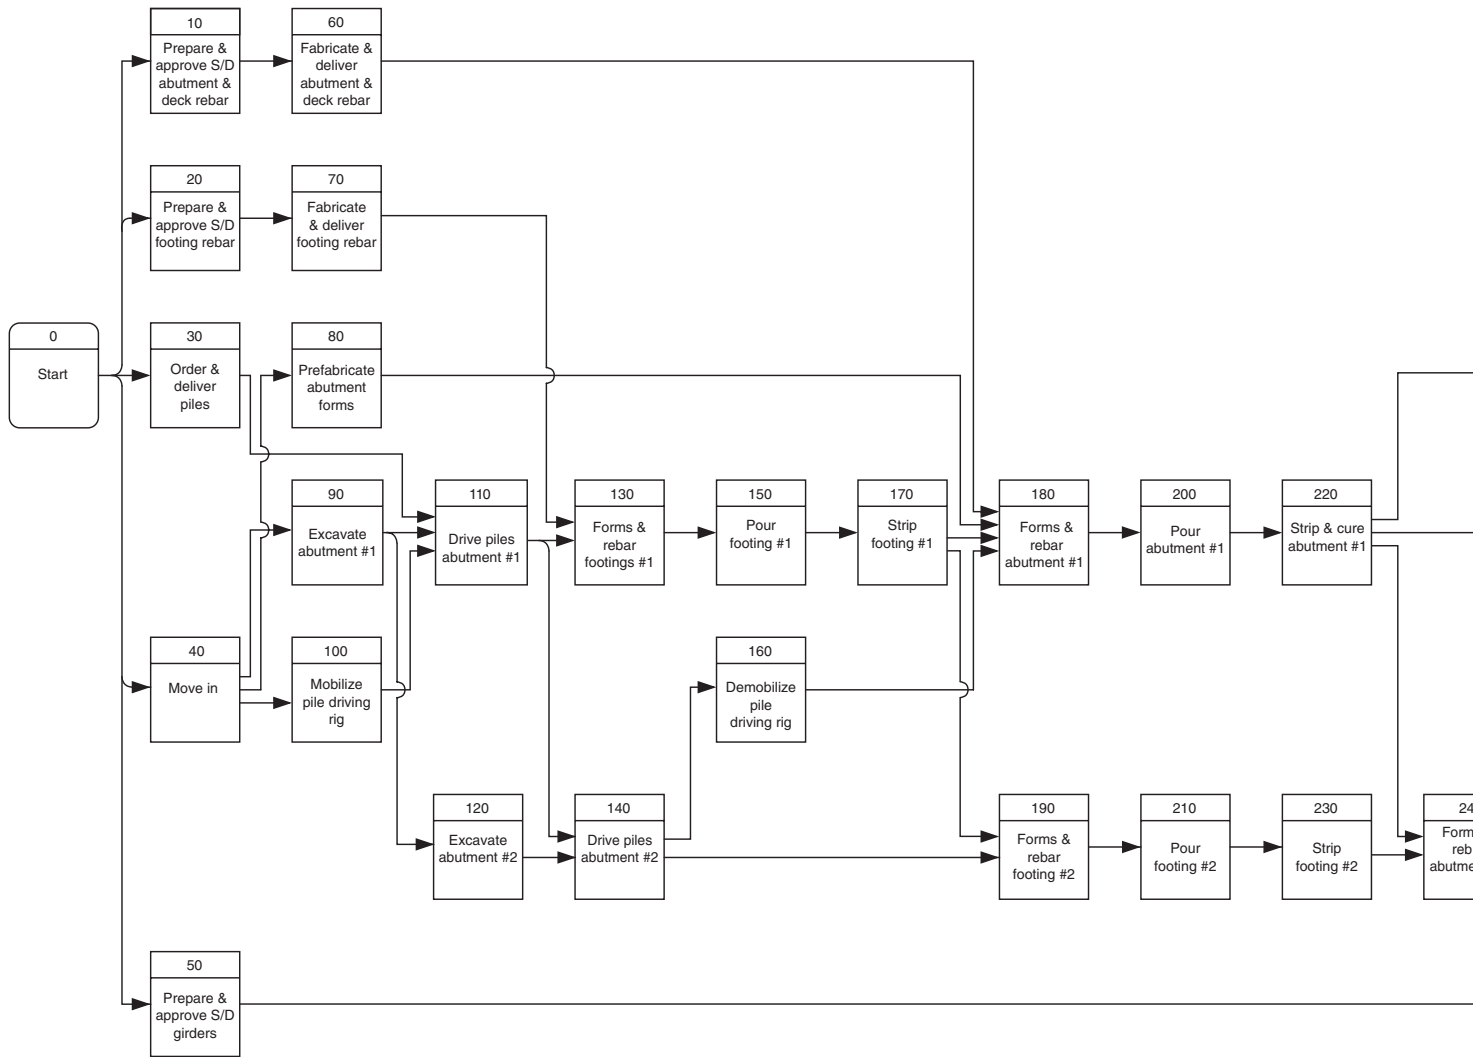 10
Prepare &
approve S/D
abutment &
deck rebar
60
Fabricate &
deliver
abutment &
deck rebar
20
Prepare &
approve S/D
footing rebar
70
Fabricate
& deliver
footing rebar
0
Start
30
Order &
deliver
piles
80
Prefabricate
abutment
forms
90
Excavate
abutment #1
110
Drive piles
abutment #1
130
Forms &
rebar
footings #1
150
Pour
footing #1
170
Strip
footing #1
180
Forms &
rebar
abutment #1
200
Pour
abutment #1
220
Strip & cure
abutment #1
40
Move in
100
Mobilize
pile driving
rig
160
Demobilize
pile
driving rig
120
Excavate
abutment #2
140
Drive piles
abutment #2
190
Forms &
rebar
footing #2
210
Pour
footing #2
230
Strip
footing #2
50
Prepare &
approve S/D
girders